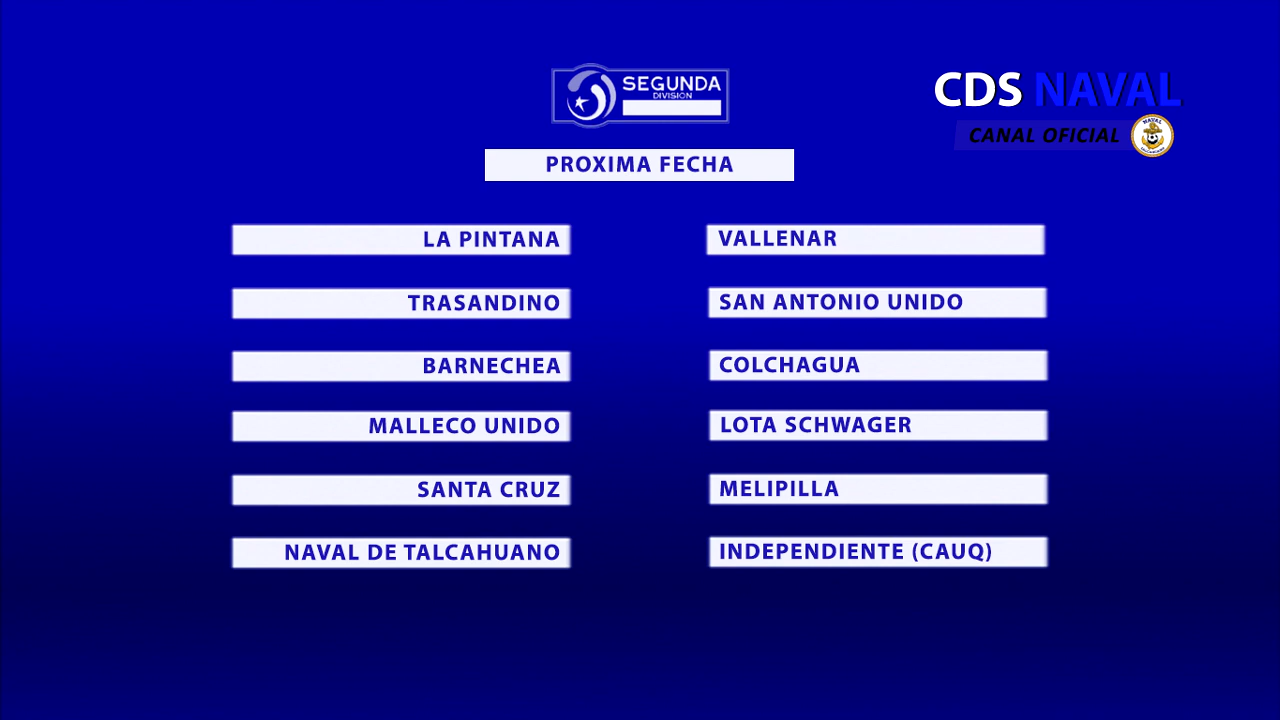 SEGUNDA
DIVISION
CDS NAVAL
CANAL OFICIAL
NAVAL
PROXIMA FECHA
LA PINTANA VALLENAR
TRASANDINO SAN ANTONIO UNIDO
BARNECHEA COLCHAGUA
MALLECO UNIDO LOTA SCHWAGER
SANTA CRUZ MELIPILLA
NAVAL DE TALCAHUANO INDEPENDIENTE (CAUQ)